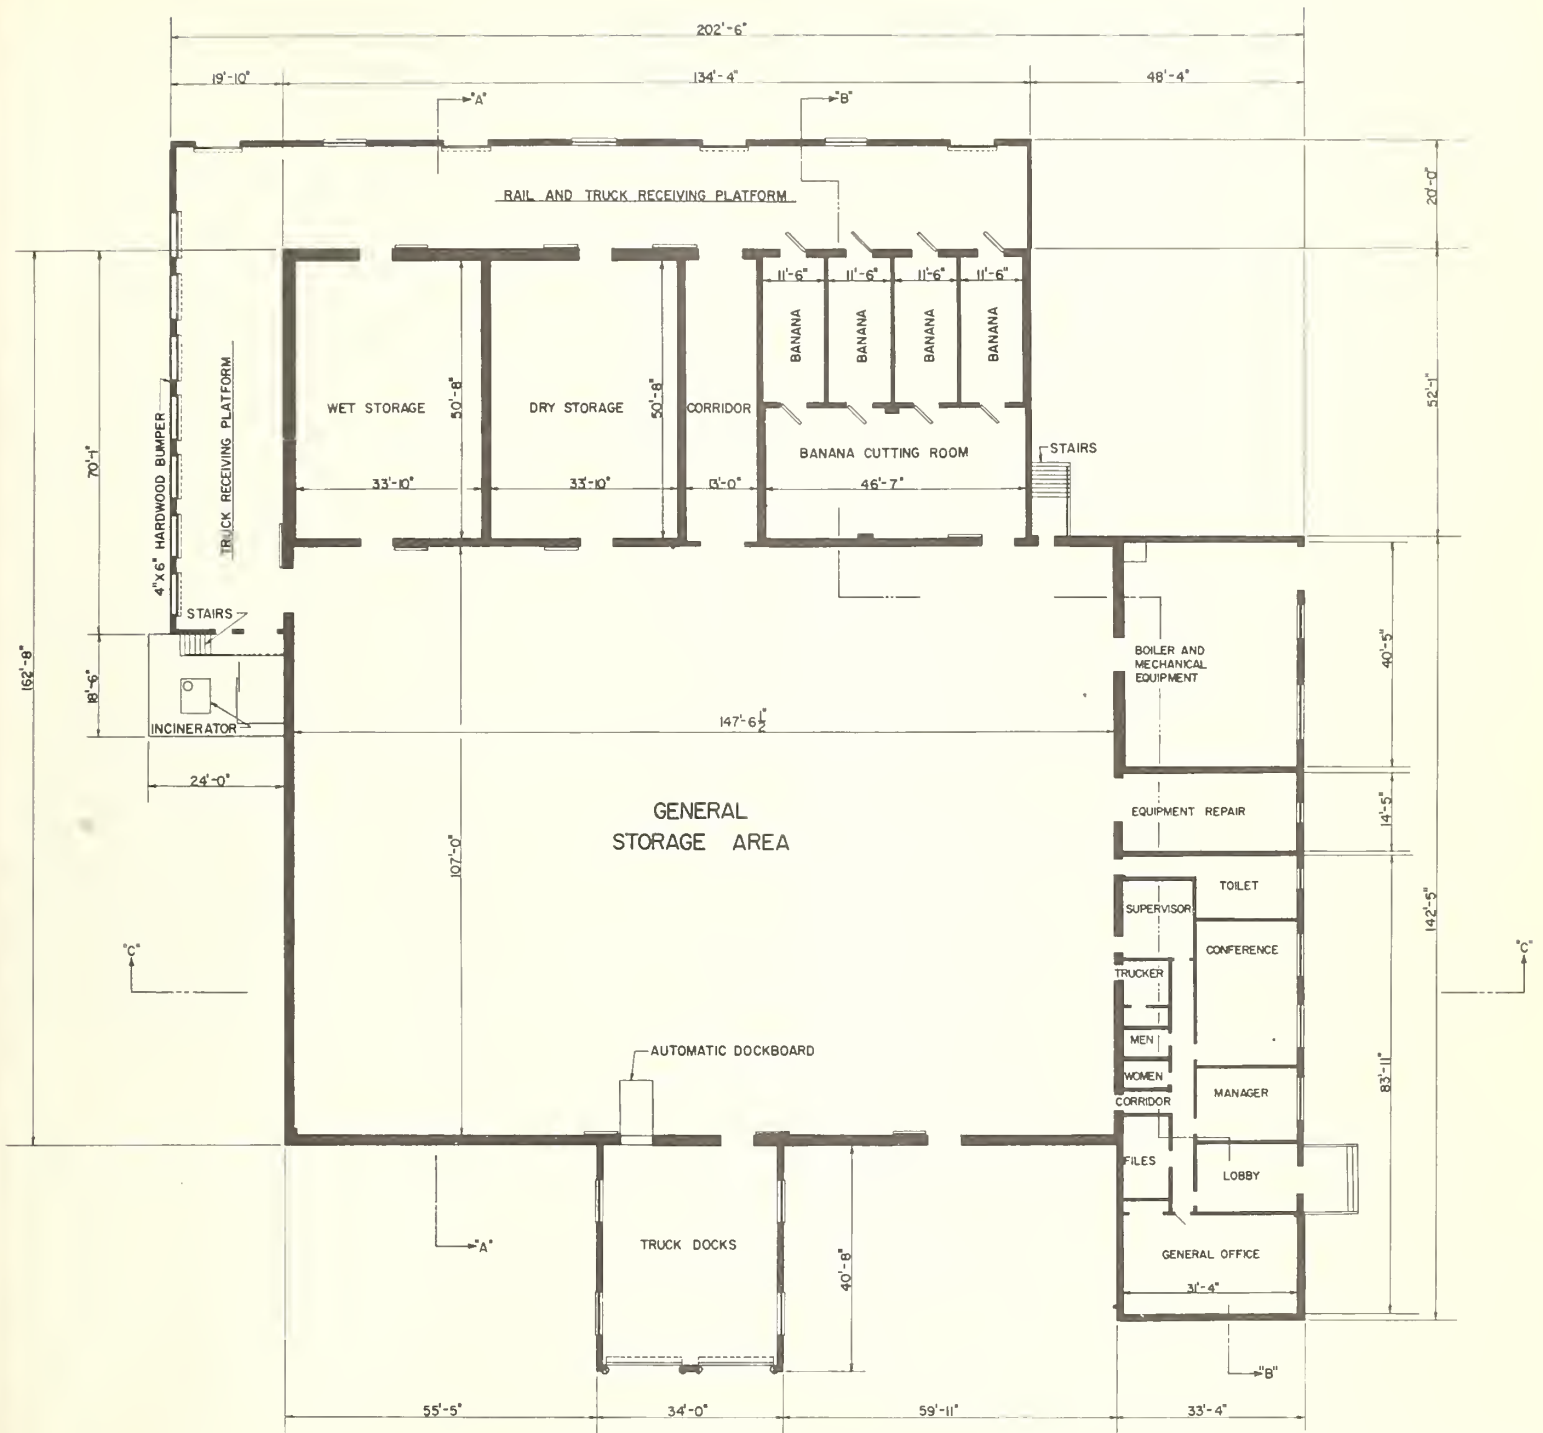 202'-6"
19'-10"
134'-4"
48'-4"
"A"
"B"
RAIL AND TRUCK RECEIVING PLATFORM
20'-0"
11'-6"
11'-6"
11'-6"
11'-6"
BANANA
BANANA
BANANA
BANANA
50'-8"
50'-8"
52'-1"
WET STORAGE
DRY STORAGE
CORRIDOR
TRUCK RECEIVING PLATFORM
4"X6" HARDWOOD BUMPER
70'-1"
BANANA CUTTING ROOM
STAIRS
33'-10"
33'-10"
13'-0"
46'-7"
STAIRS
162'-8"
18'-6"
BOILER AND
MECHANICAL
EQUIPMENT
40'-5"
INCINERATOR
147'-6½"
24'-0"
GENERAL
STORAGE AREA
107'-0"
EQUIPMENT REPAIR
14'-5"
TOILET
SUPERVISOR
142'-5"
"C"
CONFERENCE
"C"
TRUCKER
MEN
AUTOMATIC DOCKBOARD
WOMEN
83'-11"
MANAGER
CORRIDOR
FILES
LOBBY
"A"
TRUCK DOCKS
40'-8"
GENERAL OFFICE
31'-4"
"B"
55'-5"
34'-0"
59'-11"
33'-4"